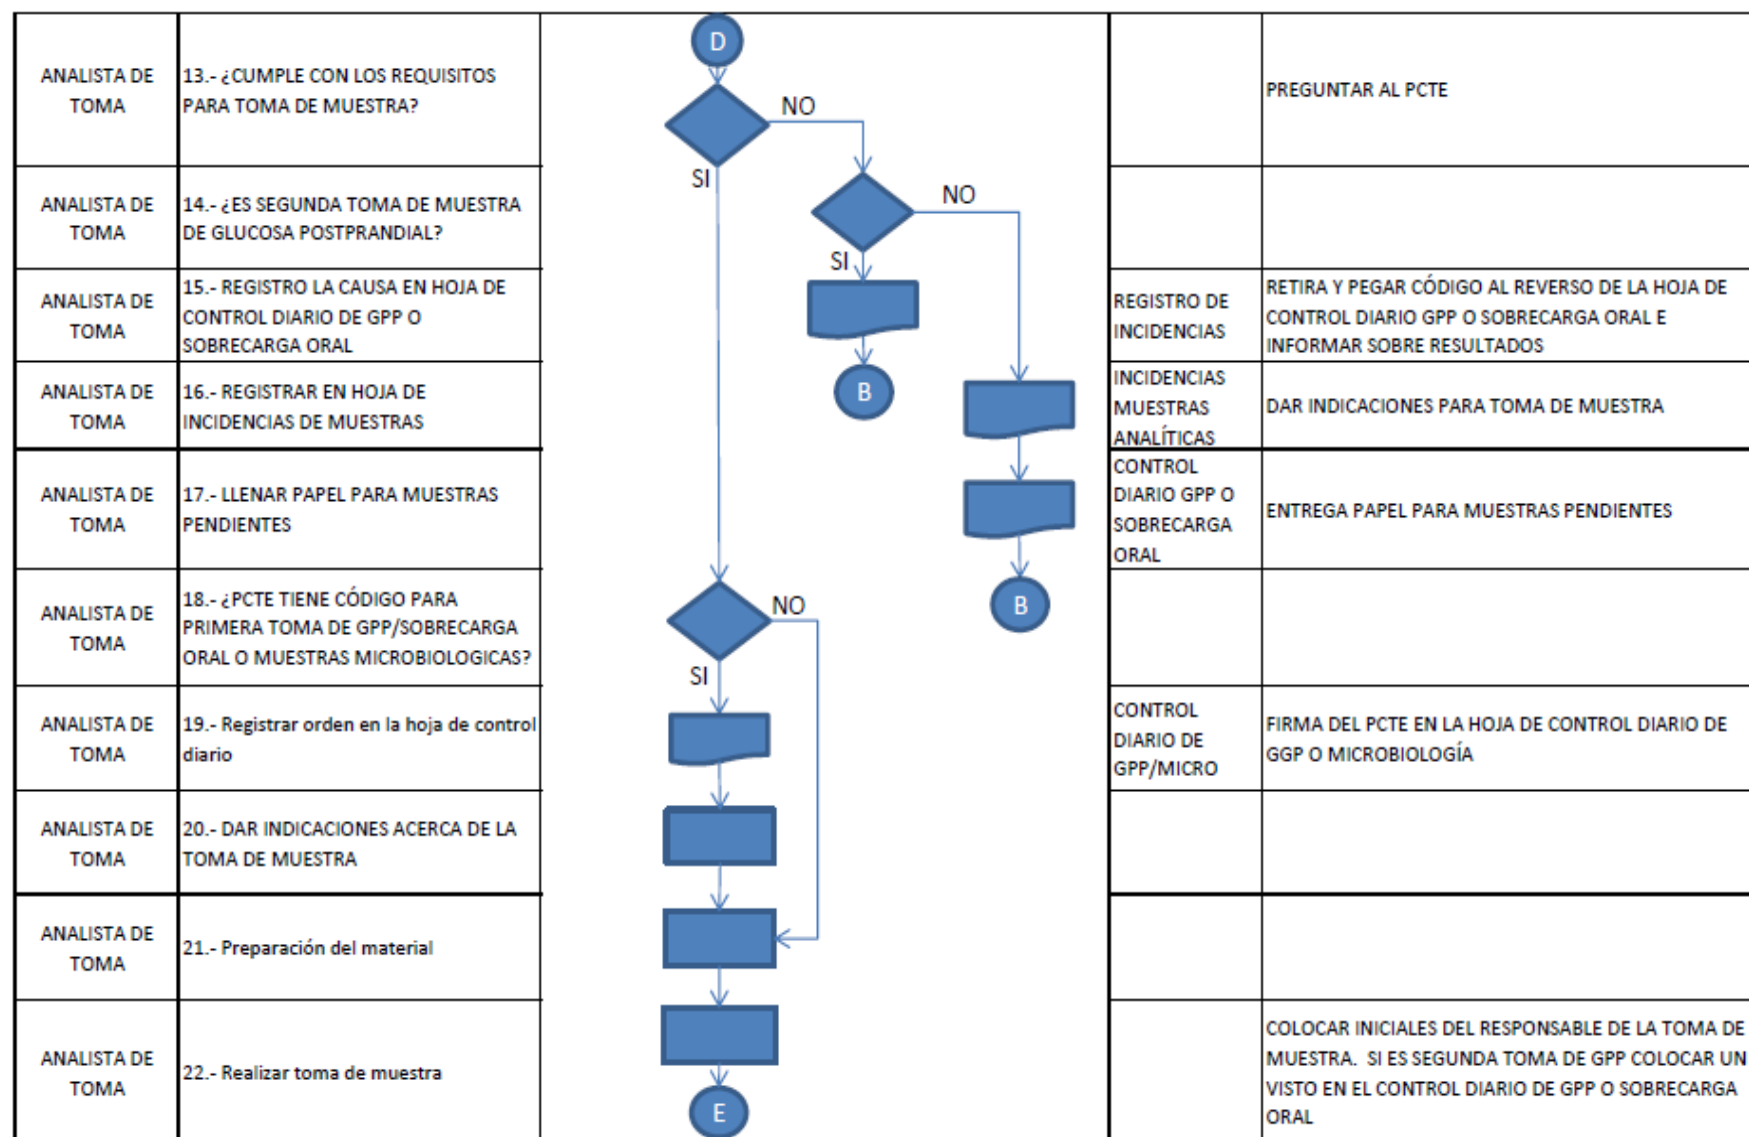 D
ANALISTA DE
TOMA
13.- ¿CUMPLE CON LOS REQUISITOS
PARA TOMA DE MUESTRA?
NO
SI
PREGUNTAR AL PCTE
ANALISTA DE
TOMA
14.- ¿ES SEGUNDA TOMA DE MUESTRA
DE GLUCOSA POSTPRANDIAL?
NO
SI
ANALISTA DE
TOMA
15.- REGISTRO LA CAUSA EN HOJA DE
CONTROL DIARIO DE GPP O
SOBRECARGA ORAL
REGISTRO DE
INCIDENCIAS
RETIRA Y PEGAR CÓDIGO AL REVERSO DE LA HOJA DE
CONTROL DIARIO GPP O SOBRECARGA ORAL E
INFORMAR SOBRE RESULTADOS
ANALISTA DE
TOMA
16.- REGISTRAR EN HOJA DE
INCIDENCIAS DE MUESTRAS
B
INCIDENCIAS
MUESTRAS
ANALÍTICAS
DAR INDICACIONES PARA TOMA DE MUESTRA
ANALISTA DE
TOMA
17.- LLENAR PAPEL PARA MUESTRAS
PENDIENTES
CONTROL
DIARIO GPP O
SOBRECARGA
ORAL
ENTREGA PAPEL PARA MUESTRAS PENDIENTES
ANALISTA DE
TOMA
18.- ¿PCTE TIENE CÓDIGO PARA
PRIMERA TOMA DE GPP/SOBRECARGA
ORAL O MUESTRAS MICROBIOLOGICAS?
NO
SI
B
ANALISTA DE
TOMA
19.- Registrar orden en la hoja de control
diario
CONTROL
DIARIO DE
GPP/MICRO
FIRMA DEL PCTE EN LA HOJA DE CONTROL DIARIO DE
GGP O MICROBIOLOGÍA
ANALISTA DE
TOMA
20.- DAR INDICACIONES ACERCA DE LA
TOMA DE MUESTRA
ANALISTA DE
TOMA
21.- Preparación del material
ANALISTA DE
TOMA
22.- Realizar toma de muestra
E
COLOCAR INICIALES DEL RESPONSABLE DE LA TOMA DE
MUESTRA.  SI ES SEGUNDA TOMA DE GPP COLOCAR UN
VISTO EN EL CONTROL DIARIO DE GPP O SOBRECARGA
ORAL